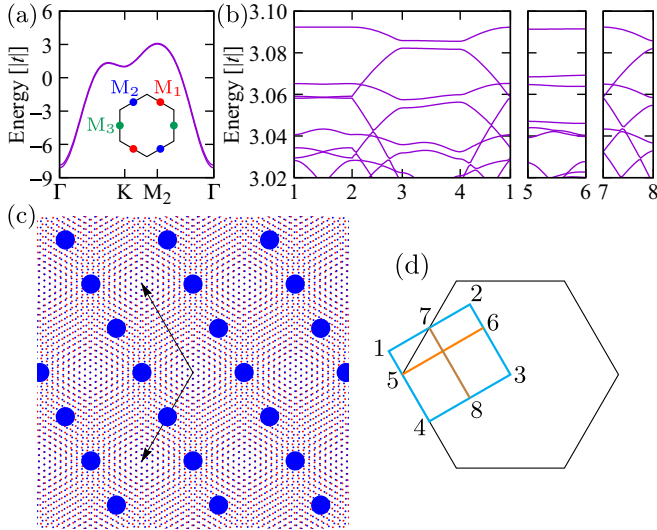 (a)
Energy [|t|]
6
3
0
−3
−6
−9
M2 M1
M3
Γ K M2 Γ
(b)
Energy [|t|]
3.10
3.08
3.06
3.04
3.02
1 2 3 4 1 5 6 7 8
(c)
(d)
2
7
6
1
5
3
4
8